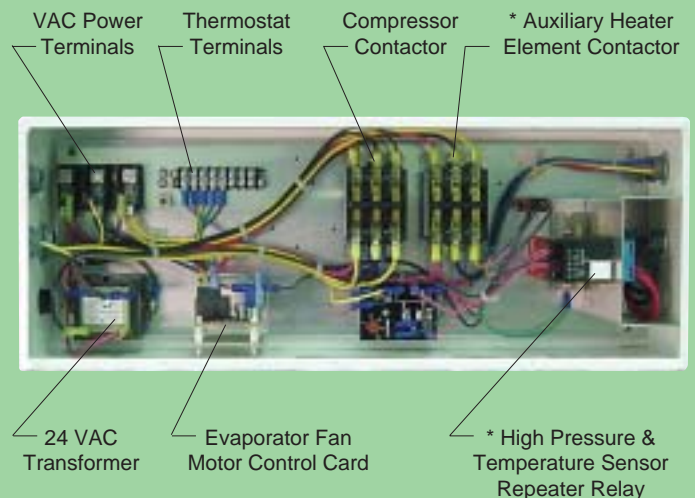 VAC Power
Terminals
Thermostat
Terminals
Compressor
Contactor
* Auxiliary Heater
Element Contactor
24 VAC
Transformer
Evaporator Fan
Motor Control Card
* High Pressure &
Temperature Sensor
Repeater Relay